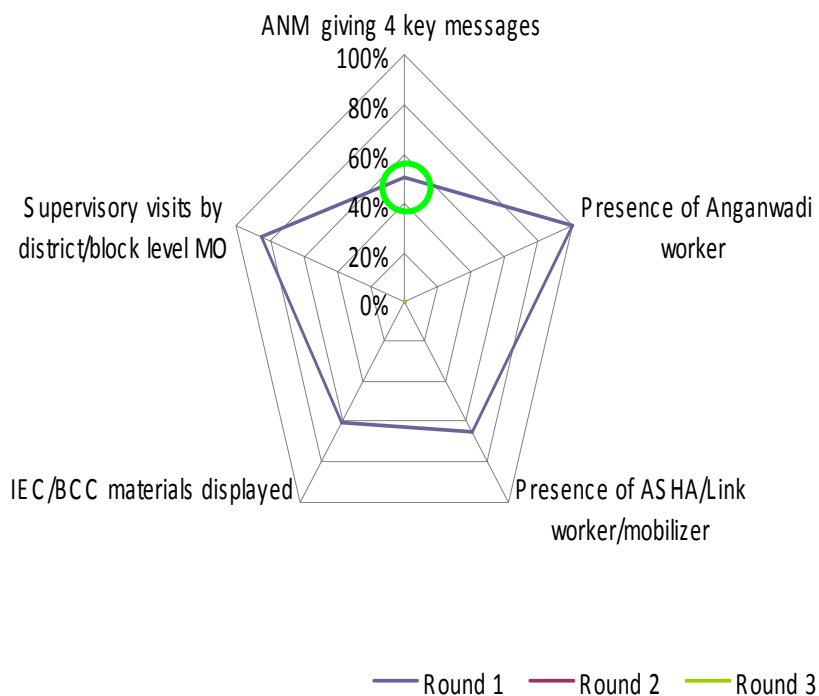 ANM giving 4 key messages
100%
80%
60%
40%
20%
0%
Supervisory visits by
district/block level MO
Presence of Anganwadi
worker
IEC/BCC materials displayed
Presence of ASHA/Link
worker/mobilizer
Round 1
Round 2
Round 3